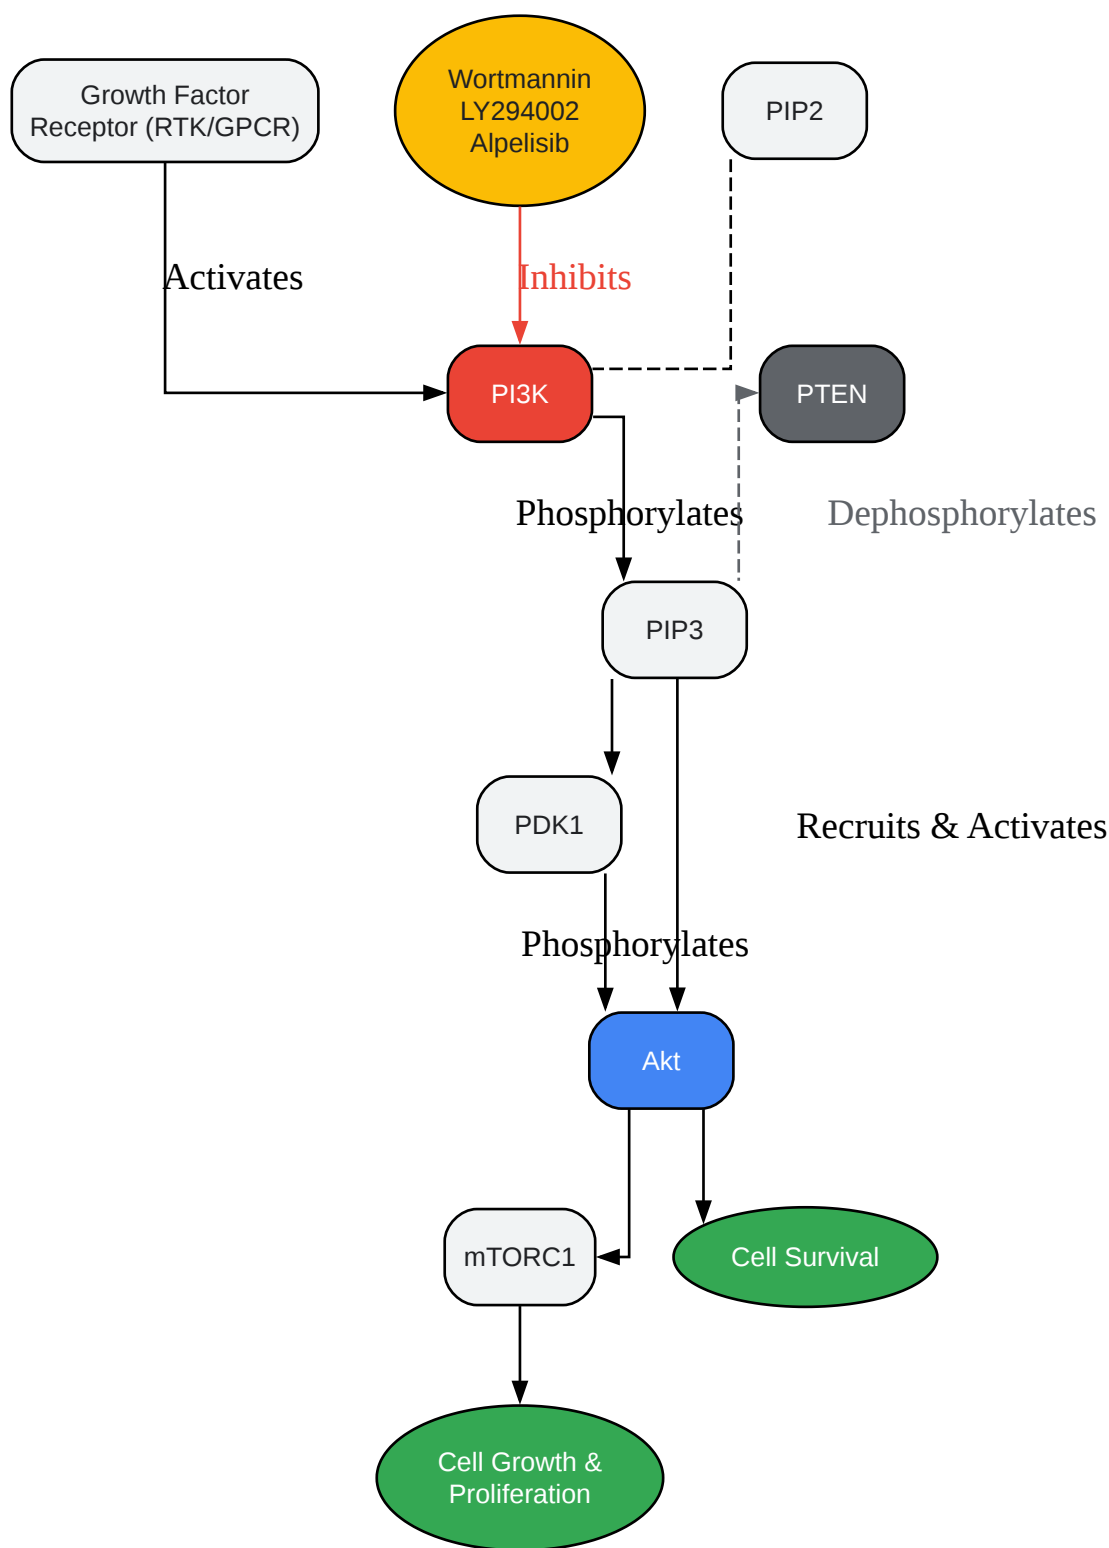 Growth Factor
Receptor (RTK/GPCR)
Wortmannin
LY294002
Alpelisib
PIP2
Activates
Inhibits
PI3K
PTEN
Phosphorylates
Dephosphorylates
PIP3
PDK1
Recruits & Activates
Phosphorylates
Akt
mTORC1
Cell Survival
Cell Growth &
Proliferation